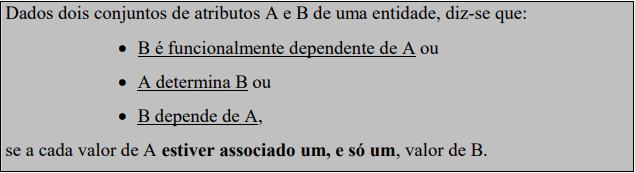 Dados dois conjuntos de atributos A e B de uma entidade, diz-se que:
• B é funcionalmente dependente de A ou
• A determina B ou
• B depende de A,
se a cada valor de A estiver associado um, e só um, valor de B.